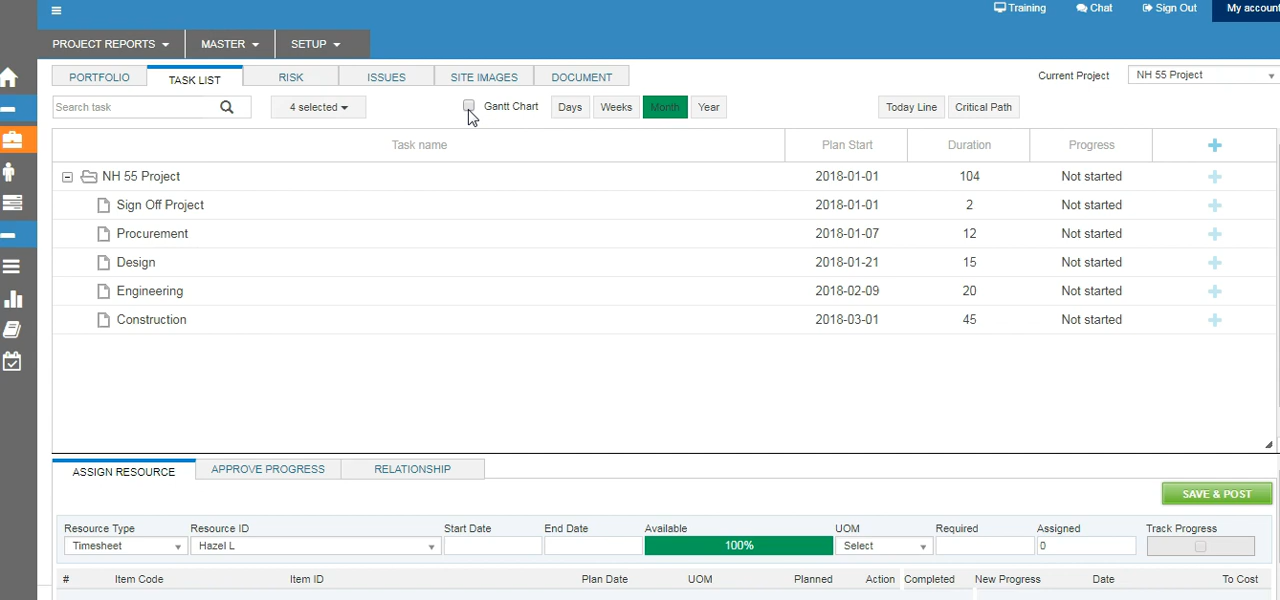 Training Chat Sign Out My account
PROJECT REPORTS MASTER SETUP
PORTFOLIO TASK LIST RISK ISSUES SITE IMAGES DOCUMENT Current Project NH 55 Project
Search task 4 selected Gantt Chart Days Weeks Month Year Today Line Critical Path
Task name Plan Start Duration Progress
NH 55 Project 2018-01-01 104 Not started
Sign Off Project 2018-01-01 2 Not started
Procurement 2018-01-07 12 Not started
Design 2018-01-21 15 Not started
Engineering 2018-02-09 20 Not started
Construction 2018-03-01 45 Not started
ASSIGN RESOURCE APPROVE PROGRESS RELATIONSHIP
SAVE & POST
Resource Type Resource ID Start Date End Date Available UOM Required Assigned Track Progress
Timesheet Hazel L 100% Select 0
# Item Code Item ID Plan Date UOM Planned Action Completed New Progress Date To Cost